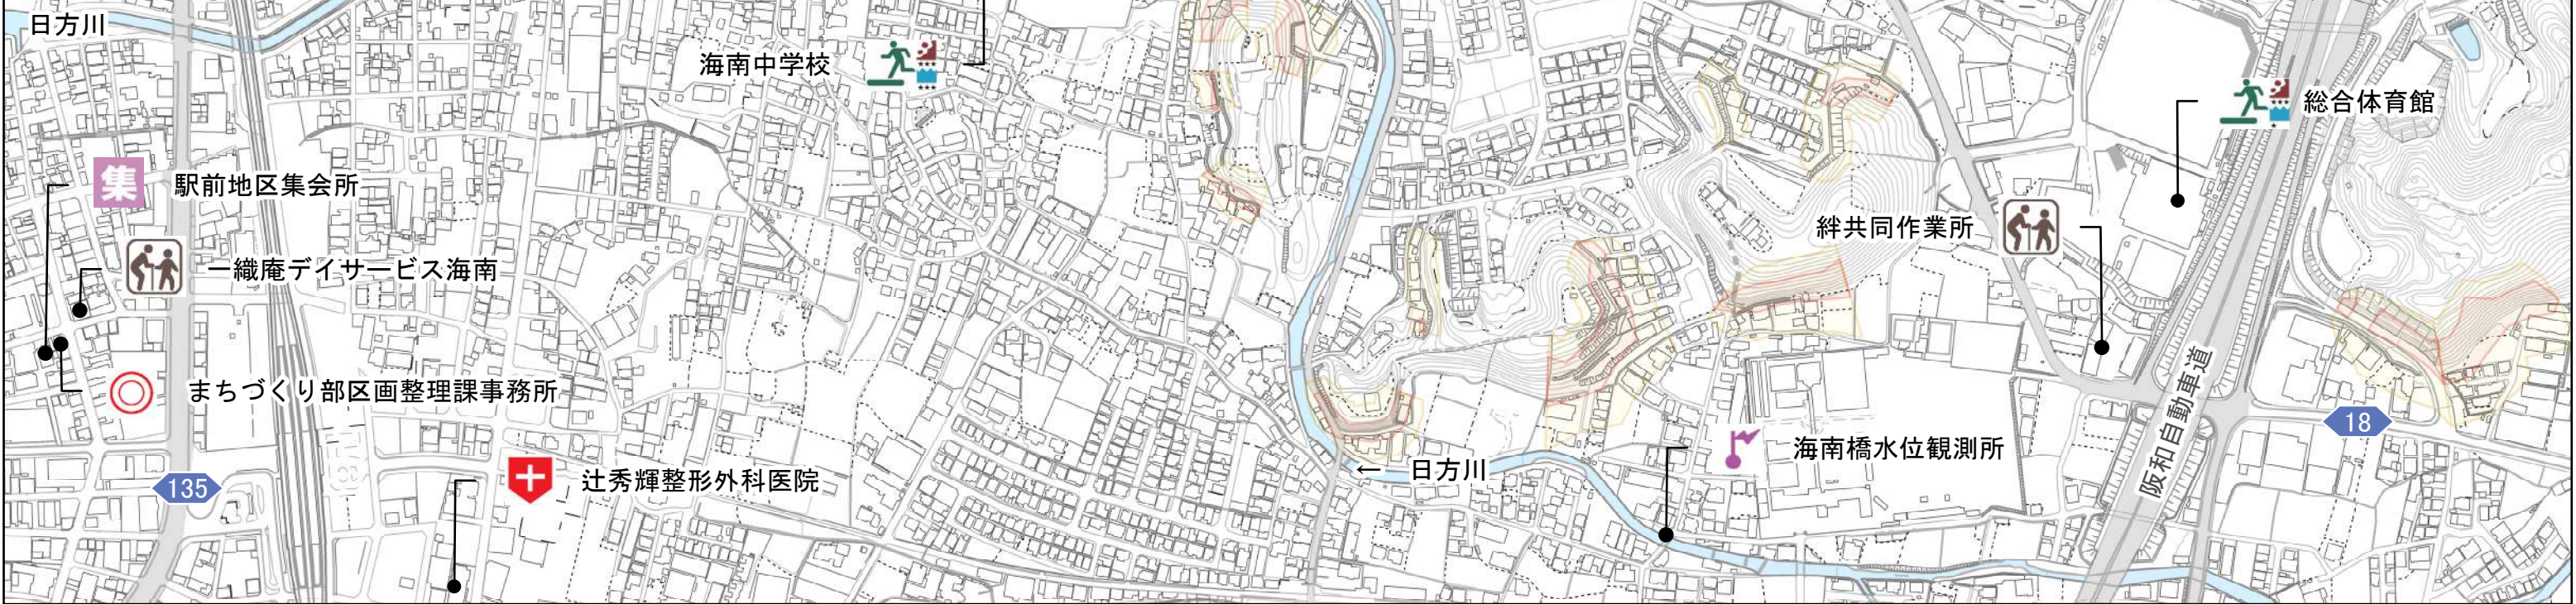 日方川
海南中学校
総合体育館
集
駅前地区集会所
絆共同作業所
一織庵デイサービス海南
まちづくり部区画整理課事務所
阪和自動車道
18
海南橋水位観測所
← 日方川
135
辻秀輝整形外科医院